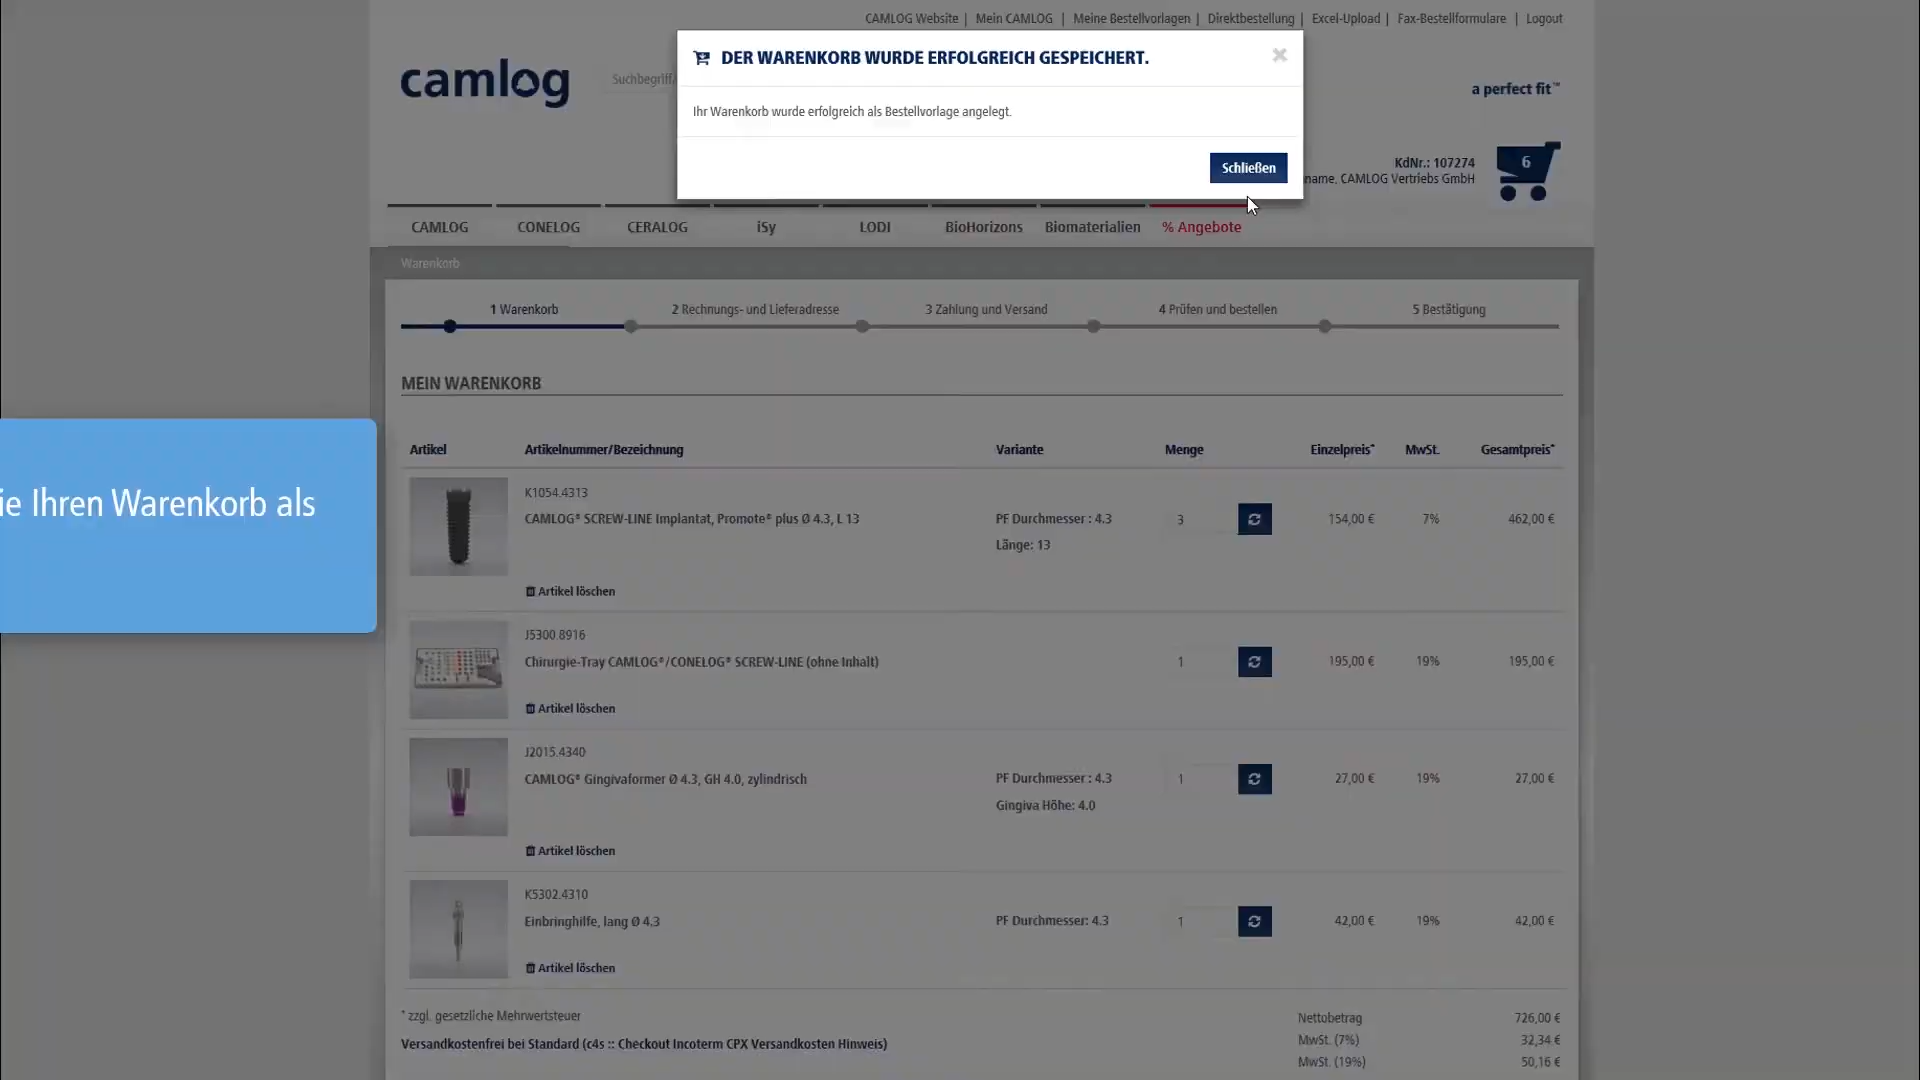 CAMLOG Website | Mein CAMLOG | Meine Bestellvorlagen | Direktbestellung | Excel-Upload | Fax-Bestellformulare | Logout
DER WARENKORB WURDE ERFOLGREICH GESPEICHERT.
Ihr Warenkorb wurde erfolgreich als Bestellvorlage angelegt.
Schließen
camlog
Suchbegriff
a perfect fit™
KdNr.: 107274
CAMLOG Vertriebs GmbH
6
CAMLOG CONELOG CERALOG iSy LODI BioHorizons Biomaterialien % Angebote
Warenkorb
1 Warenkorb 2 Rechnungs- und Lieferadresse 3 Zahlung und Versand 4 Prüfen und bestellen 5 Bestätigung
MEIN WARENKORB
ie Ihren Warenkorb als
Artikel Artikelnummer/Bezeichnung Variante Menge Einzelpreis* MwSt. Gesamtpreis*
K1054.4313
CAMLOG® SCREW-LINE Implantat, Promote® plus Ø 4.3, L 13 PF Durchmesser : 4.3 3 154,00 € 7% 462,00 €
Länge: 13
Artikel löschen
J5300.8916
Chirurgie-Tray CAMLOG®/CONELOG® SCREW-LINE (ohne Inhalt) 1 195,00 € 19% 195,00 €
Artikel löschen
J2015.4340
CAMLOG® Gingivaformer Ø 4.3, GH 4.0, zylindrisch PF Durchmesser : 4.3 1 27,00 € 19% 27,00 €
Gingiva Höhe: 4.0
Artikel löschen
K5302.4310
Einbringhilfe, lang Ø 4.3 PF Durchmesser: 4.3 1 42,00 € 19% 42,00 €
Artikel löschen
* zzgl. gesetzliche Mehrwertsteuer
Versandkostenfrei bei Standard (c4s :: Checkout Incoterm CPX Versandkosten Hinweis)
Nettobetrag 726,00 €
MwSt. (7%) 32,34 €
MwSt. (19%) 50,16 €